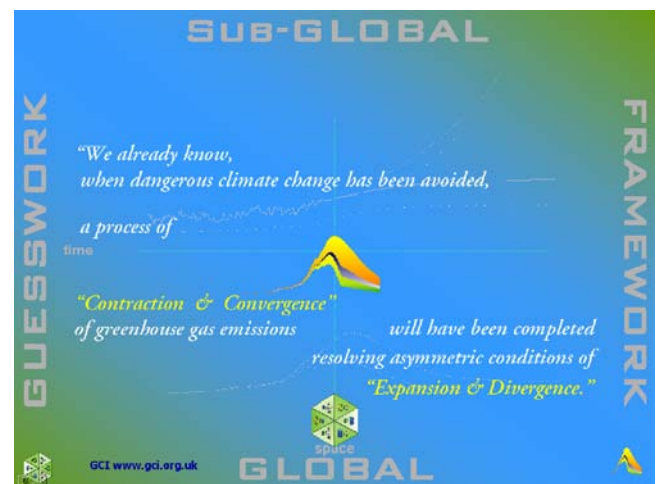 SUB-GLOBAL
GUESSWORK
FRAMEWORK
“We already know,
when dangerous climate change has been avoided,
a process of
time
“Contraction & Convergence”
of greenhouse gas emissions
will have been completed
resolving asymmetric conditions of
“Expansion & Divergence.”
space
GCI www.gci.org.uk
GLOBAL